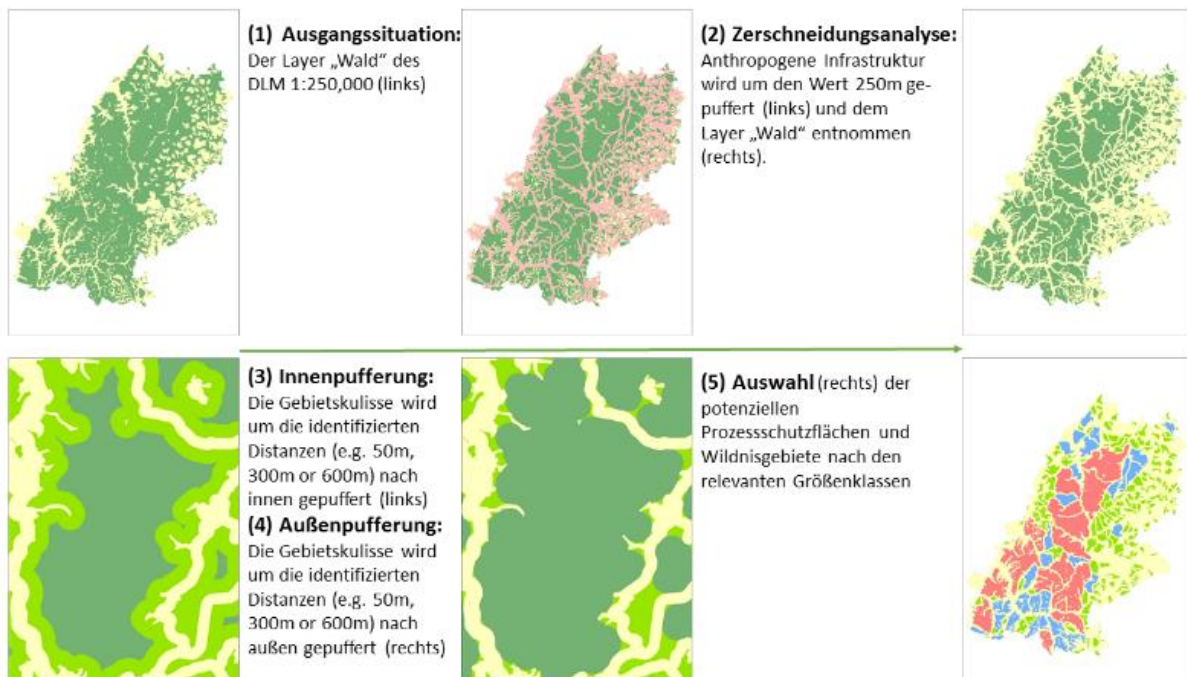 (1) Ausgangssituation:
Der Layer „Wald“ des
DLM 1:250,000 (links)
(2) Zerschneidungsanalyse:
Anthropogene Infrastruktur
wird um den Wert 250m ge-
puffert (links) und dem
Layer „Wald“ entnommen
(rechts).
(3) Innenpufferung:
Die Gebietskulisse wird
um die identifizierten
Distanzen (e.g. 50m,
300m or 600m) nach
innen gepuffert (links)
(4) Außenpufferung:
Die Gebietskulisse wird
um die identifizierten
Distanzen (e.g. 50m,
300m or 600m) nach
außen gepuffert (rechts)
(5) Auswahl (rechts) der
potenziellen
Prozessschutzflächen und
Wildnisgebiete nach den
relevanten Größenklassen